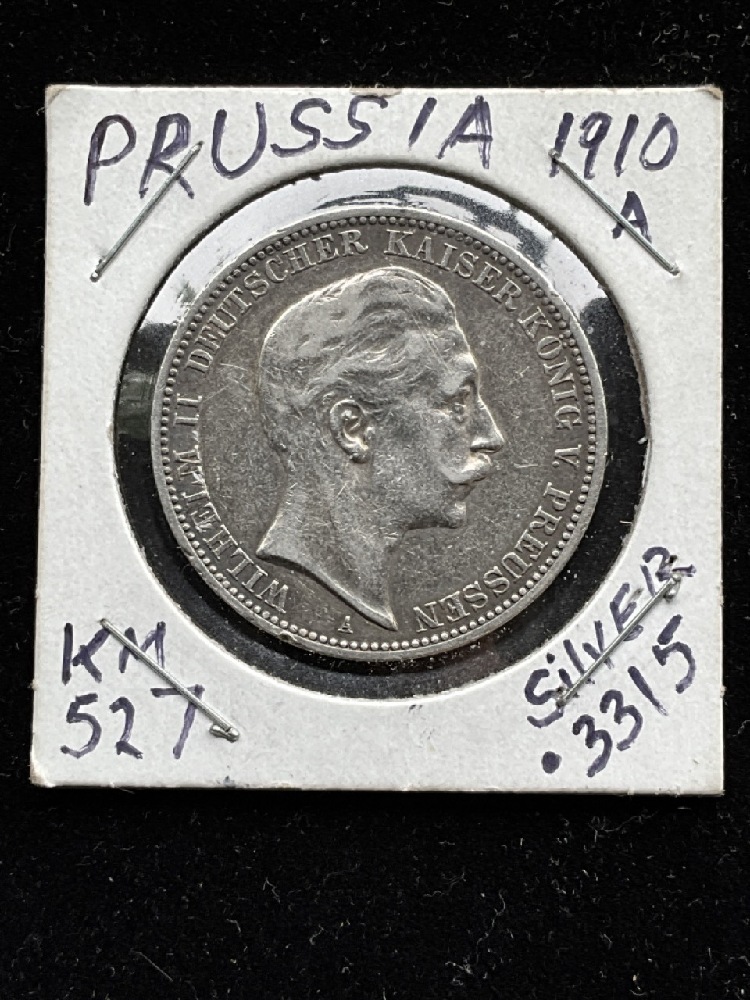 PRUSSIA 1910
A
WILHELM II DEUTSCHER KAISER KÖNIG V. PREUSSEN
A
KM
527
SilVER
.3315